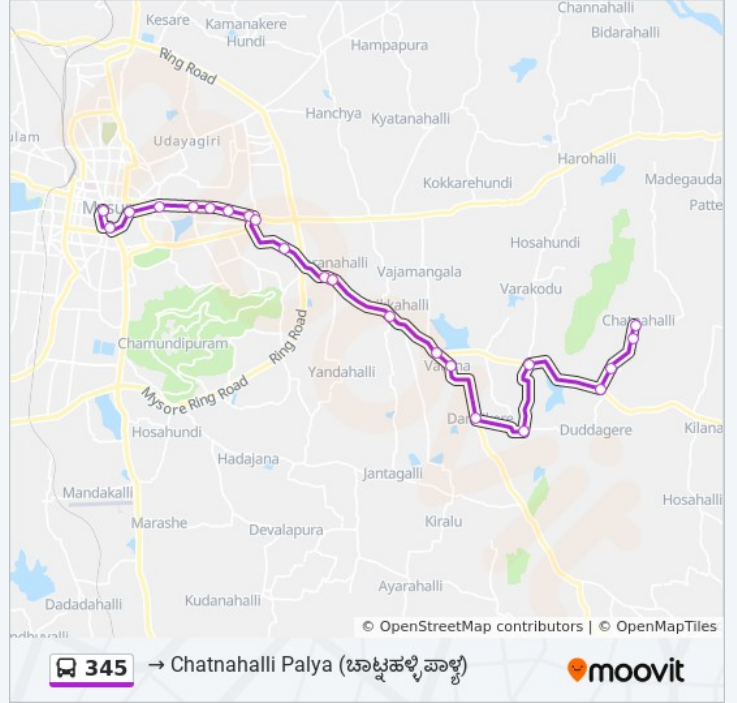 Channahalli
Kesare
Kamanakere
Hundi
Bidarahalli
Hampapura
Ring Road
Hanchya
Kyatanahalli
Udayagiri
Harohalli
Kokkarehundi
Madegauda
Patte
Hosahundi
Vajamangala
Varakodu
Chatnahalli
Chamundipuram
Ring Road
Yandahalli
Mysore Ring Road
Hosahundi
Duddagere
Kilana
Hadajana
Jantagalli
Mandakalli
Hosahalli
Marashe
Kiralu
Devalapura
Ayarahalli
Kudanahalli
Dadadahalli
© OpenStreetMap contributors | © OpenMapTiles
345 → Chatnahalli Palya (ಚಾಟ್ನಹಳ್ಳಿ ಪಾಳ್ಯ)
moovit